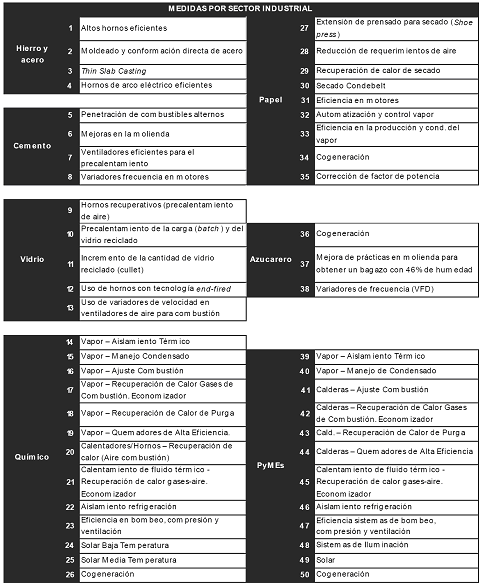 MEDIDAS POR SECTOR INDUSTRIAL
Hierro y
acero
1 Altos hornos eficientes
2 Moldeado y conformación directa de acero
3 Thin Slab Casting
4 Hornos de arco eléctrico eficientes
Cemento
5 Penetración de combustibles alternos
6 Mejoras en la molienda
7 Ventiladores eficientes para el
precalentamiento
8 Variadores frecuencia en motores
Papel
27 Extensión de prensado para secado (Shoe
press)
28 Reducción de requerimientos de aire
29 Recuperación de calor de secado
30 Secado Condebelt
31 Eficiencia en motores
32 Automatización y control vapor
33 Eficiencia en la producción y cond. del
vapor
34 Cogeneración
35 Corrección de factor de potencia
Vidrio
9 Hornos recuperativos (precalentamiento
de aire)
10 Precalentamiento de la carga (batch) y del
vidrio reciclado
11 Incremento de la cantidad de vidrio
reciclado (cullet)
12 Uso de hornos con tecnología end-fired
13 Uso de variadores de velocidad en
ventiladores de aire para combustión
Azucarero
36 Cogeneración
37 Mejora de prácticas en molienda para
obtener un bagazo con 46% de humedad
38 Variadores de frecuencia (VFD)
Químico
14 Vapor – Aislamiento Térmico
15 Vapor – Manejo Condensado
16 Vapor – Ajuste Combustión
17 Vapor – Recuperación de Calor Gases de
Combustión. Economizador
18 Vapor – Recuperación de Calor de Purga
19 Vapor – Quemadores de Alta Eficiencia.
20 Calentadores/Hornos – Recuperación de
calor (Aire combustión)
21 Calentamiento de fluido térmico -
Recuperación de calor gases-aire.
Economizador
22 Aislamiento refrigeración
23 Eficiencia en bombeo, compresión y
ventilación
24 Solar Baja Temperatura
25 Solar Media Temperatura
26 Cogeneración
PyMEs
39 Vapor – Aislamiento Térmico
40 Vapor – Manejo de Condensado
41 Calderas – Ajuste Combustión
42 Calderas – Recuperación de Calor Gases
de Combustión. Economizador
43 Cald. – Recuperación de Calor de Purga
44 Calderas – Quemadores de Alta Eficiencia
45 Calentamiento de fluido térmico -
Recuperación de calor gases-aire.
Economizador
46 Aislamiento refrigeración
47 Eficiencia sistemas de bombeo,
compresión y ventilación
48 Sistemas de Iluminación
49 Solar
50 Cogeneración